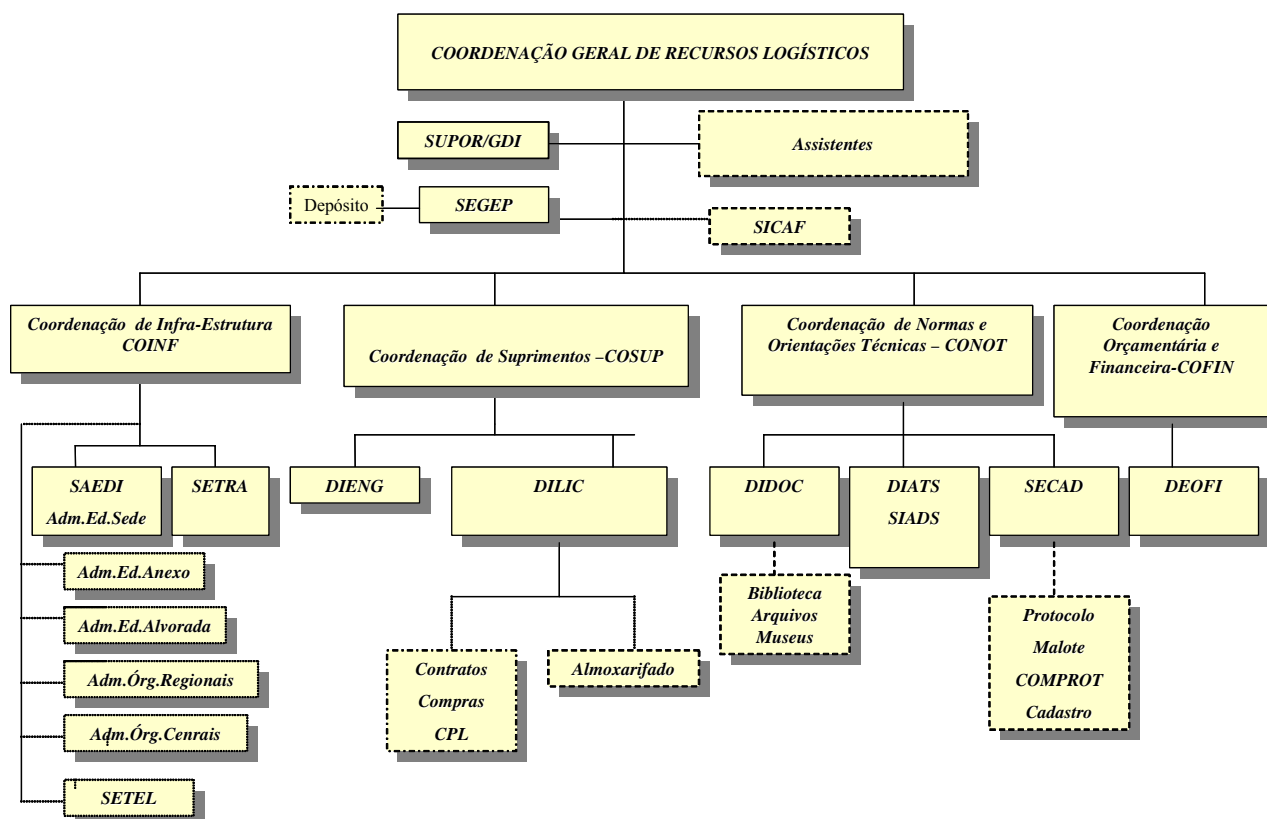 COORDENAÇÃO GERAL DE RECURSOS LOGÍSTICOS
SUPOR/GDI
Assistentes
Depósito
SEGEP
SICAF
Coordenação de Infra-Estrutura
COINF
Coordenação de Suprimentos –COSUP
Coordenação de Normas e
Orientações Técnicas – CONOT
Coordenação
Orçamentária e
Financeira-COFIN
SAEDI
Adm.Ed.Sede
SETRA
DIENG
DILIC
DIDOC
DIATS
SIADS
SECAD
DEOFI
Adm.Ed.Anexo
Adm.Ed.Alvorada
Adm.Órg.Regionais
Adm.Órg.Cenrais
SETEL
Contratos
Compras
CPL
Almoxarifado
Biblioteca
Arquivos
Museus
Protocolo
Malote
COMPROT
Cadastro